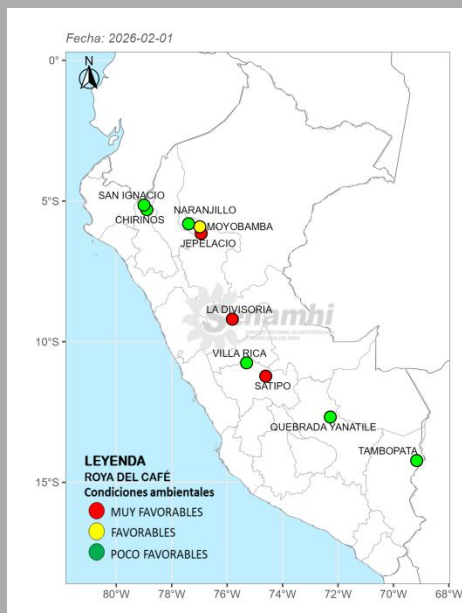 Fecha: 2026-02-01
N
0°
SAN IGNACIO
NARANJILLO
5°S
CHIRINOS
MOYOBAMBA
JEPELACIO
LA DIVISORIA
Senamhi
10°S
VILLA RICA
SATIPO
QUEBRADA YANATILE
TAMBOPATA
LEYENDA
15°S
ROYA DEL CAFÉ
Condiciones ambientales
MUY FAVORABLES
FAVORABLES
POCO FAVORABLES
80°W 78°W 76°W 75°W 74°W 72°W 70°W 68°W